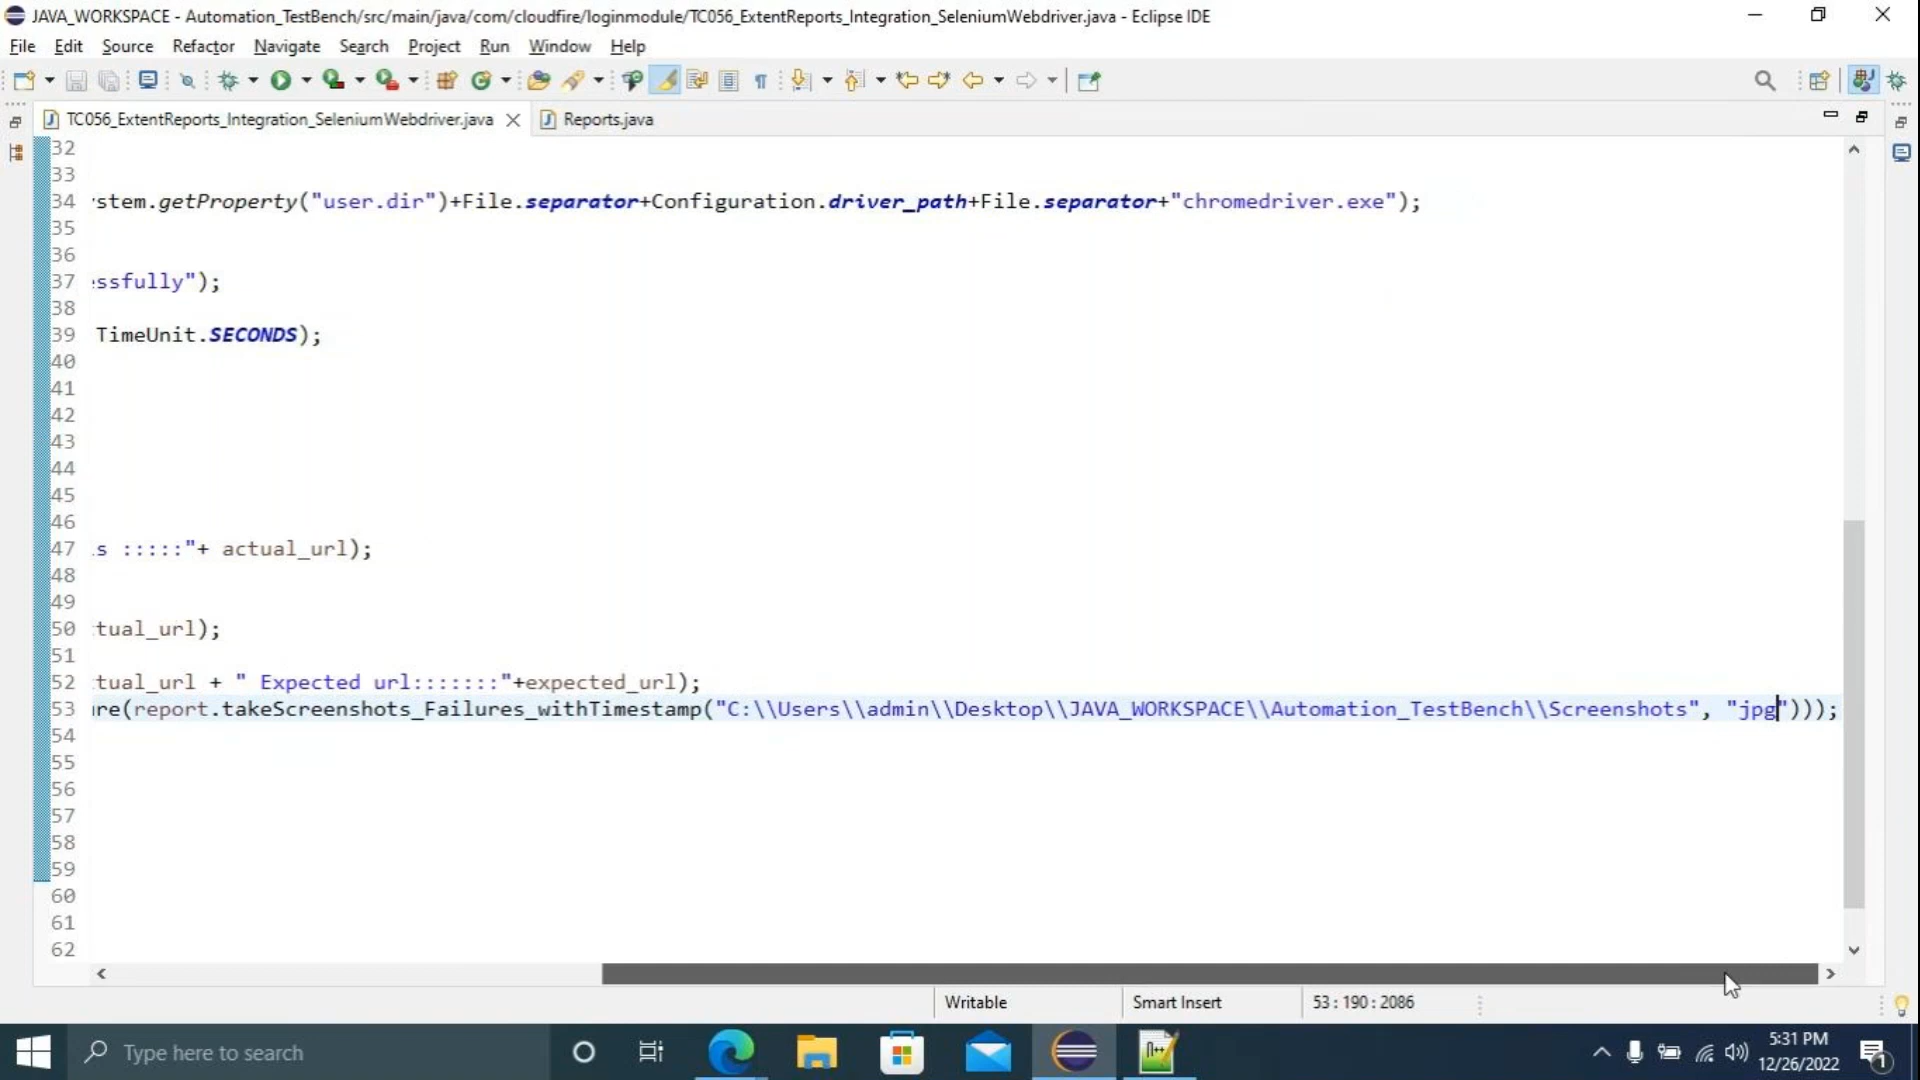 JAVA_WORKSPACE - Automation_TestBench/src/main/java/com/cloudfire/loginmodule/TC056_ExtentReports_Integration_SeleniumWebdriver.java - Eclipse IDE
File Edit Source Refactor Navigate Search Project Run Window Help
TC056_ExtentReports_Integration_SeleniumWebdriver.java Reports.java
32
33
34 stem.getProperty("user.dir")+File.separator+Configuration.driver_path+File.separator+"chromedriver.exe");
35
36
37 ssfully");
38
39 TimeUnit.SECONDS);
40
41
42
43
44
45
46
47 s :::::"+ actual_url);
48
49
50 tual_url);
51
52 tual_url + " Expected url:::::::"+expected_url);
53 re(report.takeScreenshots_Failures_withTimestamp("C:\\Users\\admin\\Desktop\\JAVA_WORKSPACE\\Automation_TestBench\\Screenshots", "jpg")));
54
55
56
57
58
59
60
61
62
Writable Smart Insert 53 : 190 : 2086
Type here to search
5:31 PM
12/26/2022
1